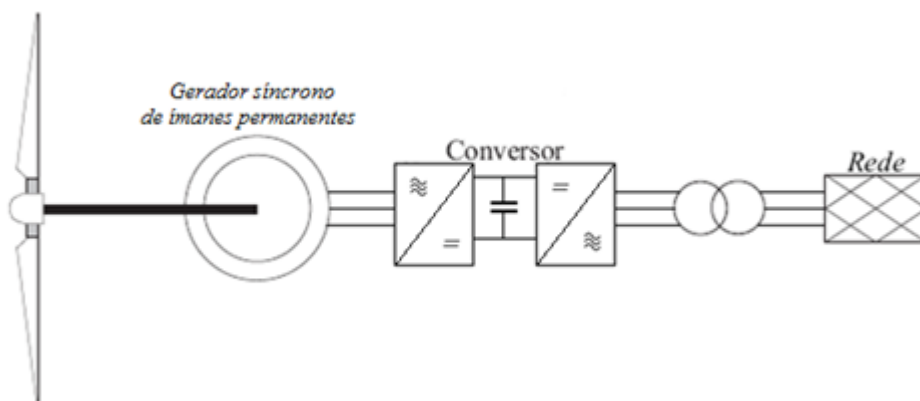 Gerador síncrono
de ímanes permanentes
Conversor
Rede